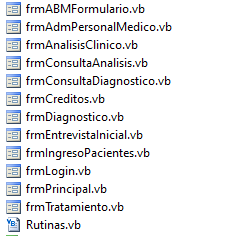 frmABMFormulario.vb
frmAdmPersonalMedico.vb
frmAnalisisClinico.vb
frmConsultaAnalisis.vb
frmConsultaDiagnostico.vb
frmCreditos.vb
frmDiagnostico.vb
frmEntrevistaInicial.vb
frmIngresoPacientes.vb
frmLogin.vb
frmPrincipal.vb
frmTratamiento.vb
Rutinas.vb